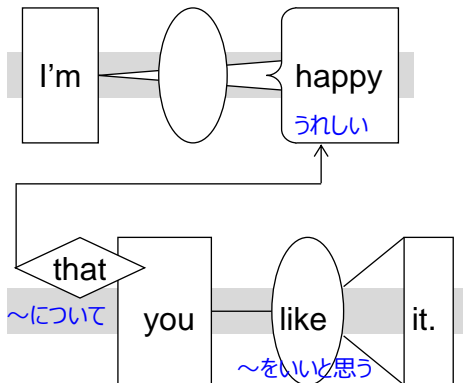 I'm happy
うれしい
that
～について
you like it.
～をいいと思う